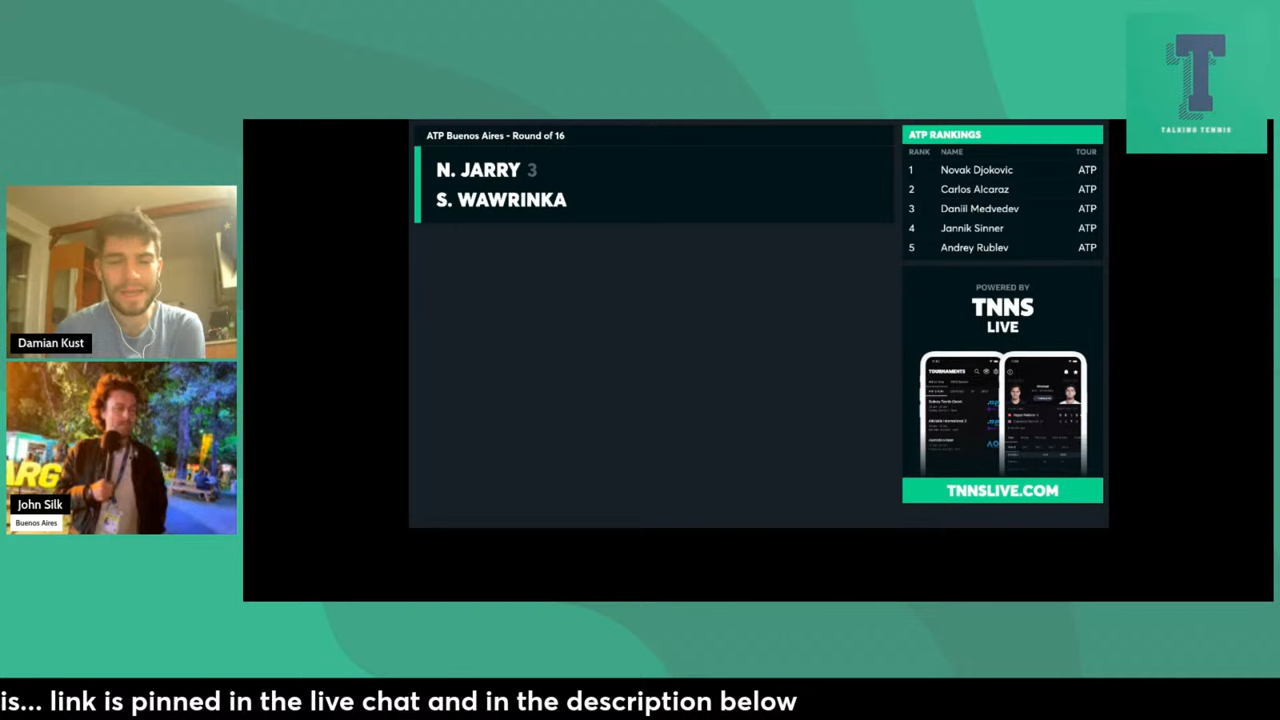 T
TALKING TENNIS
ATP Buenos Aires - Round of 16
N. JARRY 3
S. WAWRINKA
ATP RANKINGS
RANK NAME TOUR
1 Novak Djokovic ATP
2 Carlos Alcaraz ATP
3 Daniil Medvedev ATP
4 Jannik Sinner ATP
5 Andrey Rublev ATP
POWERED BY
TNNS
LIVE
TOURNAMENTS
TNNSLIVE.COM
Damian Kust
ARG
John Silk
Buenos Aires
is... link is pinned in the live chat and in the description below